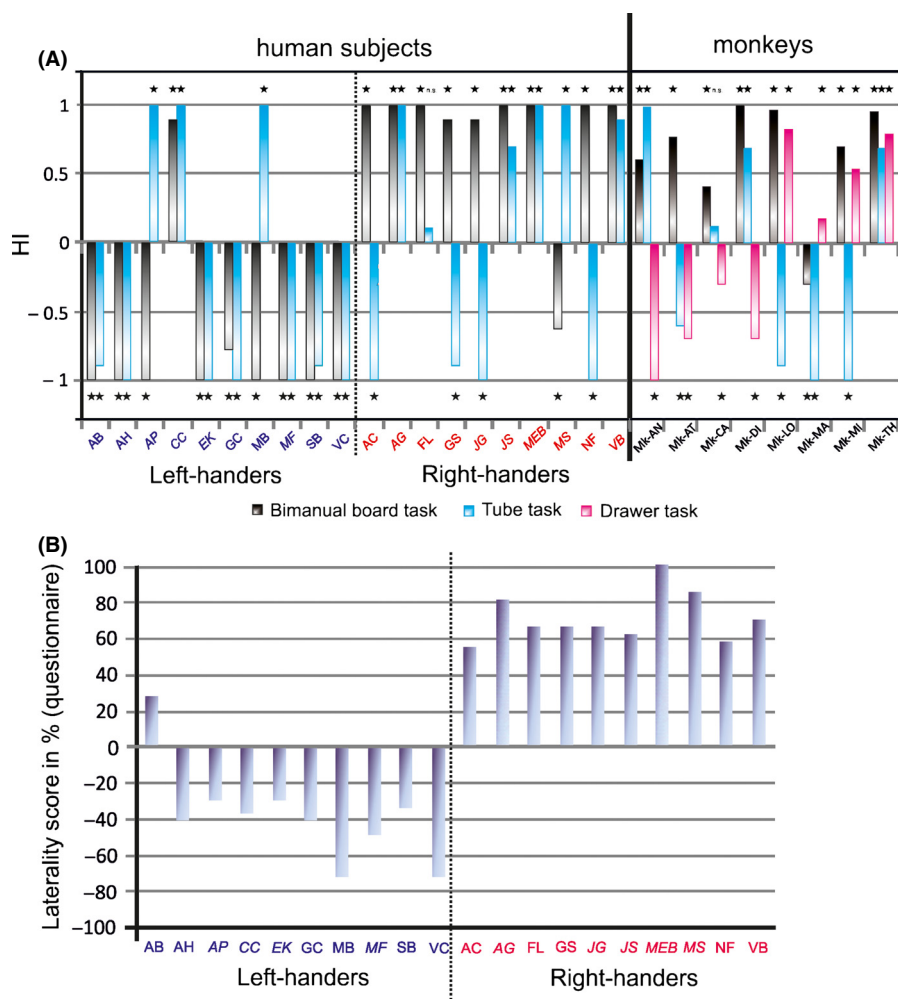 human subjects
monkeys
(A)
★ ★★ ★ ★ ★★ ★ n.s ★ ★ ★★ ★★ ★ ★ ★★ ★★ ★ ★ n.s ★★ ★ ★ ★ ★ ★ ★★★
1
0.5
0
– 0.5
– 1
HI
★★ ★★ ★ ★★ ★★ ★ ★★ ★★ ★★ ★ ★ ★ ★ ★ ★ ★★ ★ ★ ★ ★★ ★
AB AH AP CC EK GC MB MF SB VC AC AG FL GS JG JS MEB MS NF VB Mk-AN Mk-AT Mk-CA Mk-DI Mk-LO Mk-MA Mk-MI Mk-TH
Left-handers Right-handers
Bimanual board task Tube task Drawer task
(B)
100
80
60
40
20
0
–20
–40
–60
–80
–100
Laterality score in % (questionnaire)
AB AH AP CC EK GC MB MF SB VC AC AG FL GS JG JS MEB MS NF VB
Left-handers Right-handers